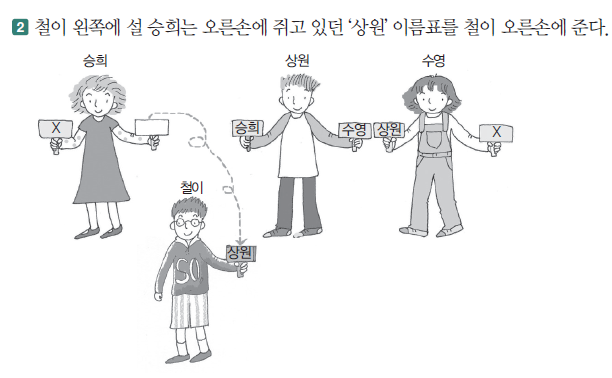 2 철이 왼쪽에 설 승희는 오른손에 쥐고 있던 ‘상원’ 이름표를 철이 오른손에 준다.
승희 상원 수영
X 승희 수영 상원 X
철이
상원
SO